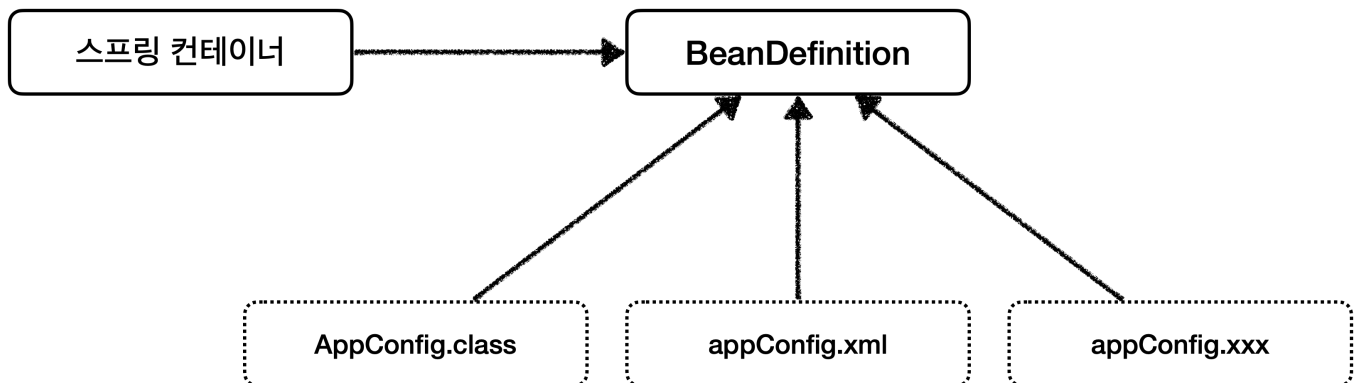 스프링 컨테이너
BeanDefinition
AppConfig.class
appConfig.xml
appConfig.xxx